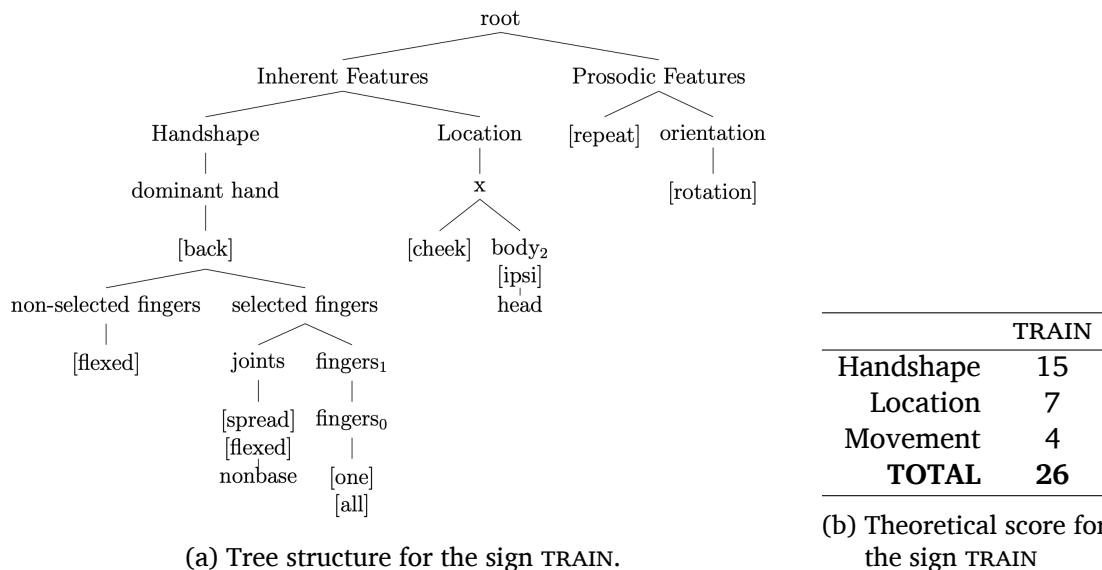 root
Inherent Features Prosodic Features
Handshape Location [repeat] orientation
dominant hand x [rotation]
[back] [cheek] body₂
[ipsi]
non-selected fingers selected fingers head
[flexed] joints fingers₁
[spread] fingers₀
[flexed]
nonbase [one]
[all]
(a) Tree structure for the sign TRAIN.
TRAIN
Handshape 15
Location 7
Movement 4
TOTAL 26
(b) Theoretical score for
the sign TRAIN